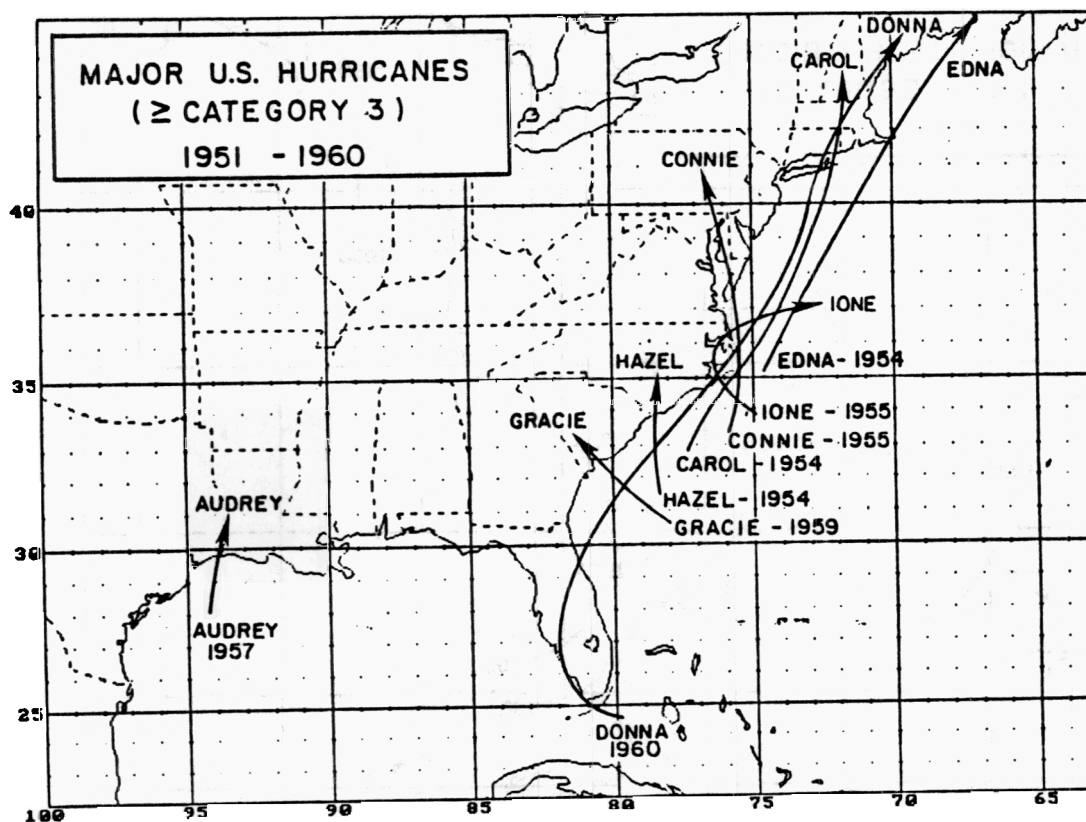 MAJOR U.S. HURRICANES
(≥ CATEGORY 3)
1951 - 1960
DONNA
CAROL
EDNA
CONNIE
40
IONE
HAZEL
EDNA - 1954
35
IONE - 1955
GRACIE
CONNIE - 1955
CAROL - 1954
AUDREY
HAZEL - 1954
GRACIE - 1959
30
AUDREY
1957
25
DONNA
1960
100 95 90 85 80 75 70 65